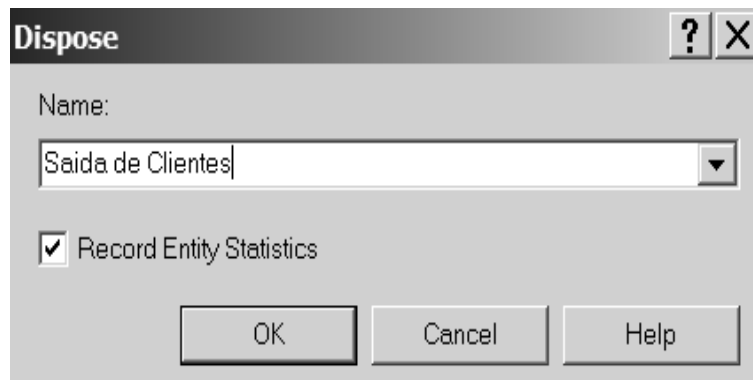 Dispose
Name:
Saida de Clientes
Record Entity Statistics
OK Cancel Help